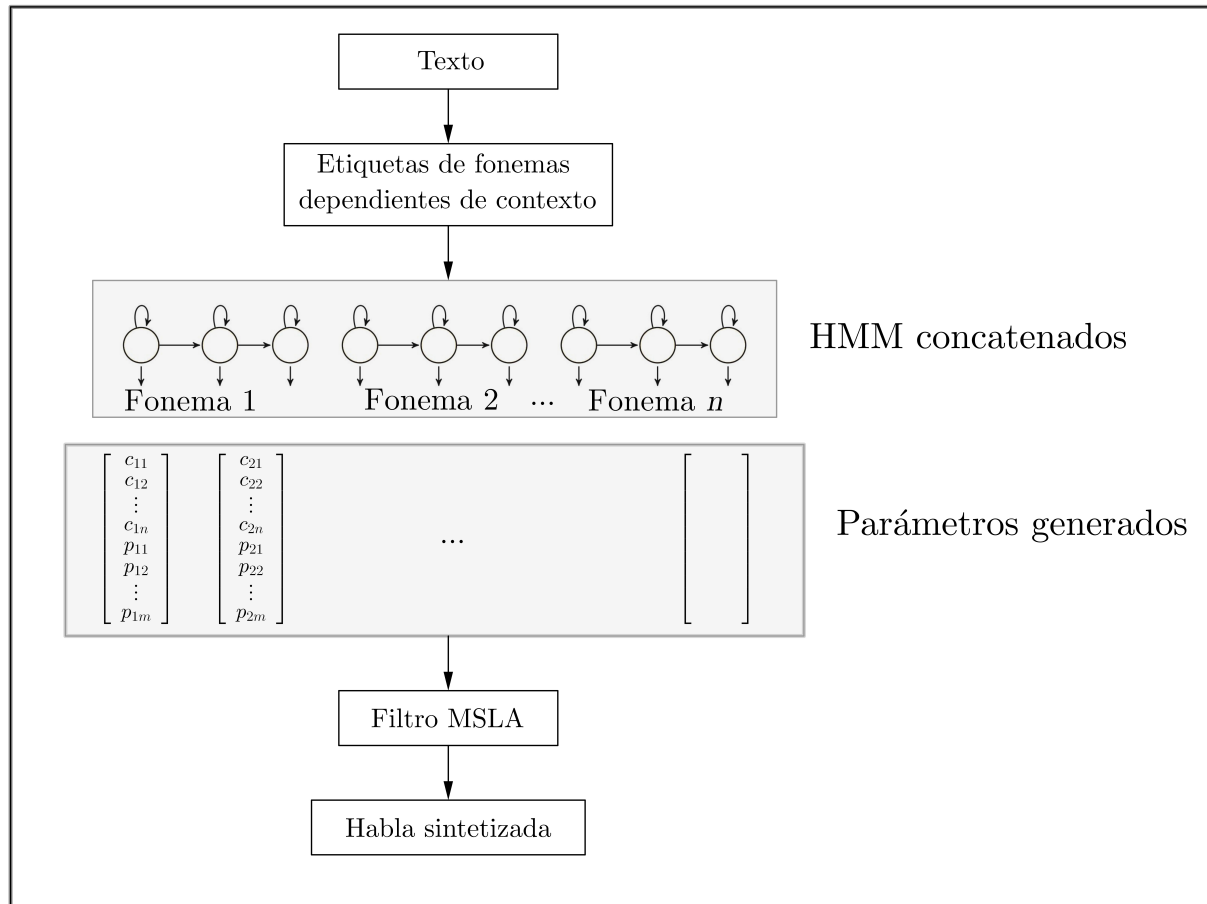 Texto
Etiquetas de fonemas
dependientes de contexto
HMM concatenados
Fonema 1 Fonema 2 ... Fonema n
c₁₁ c₂₁
c₁₂ c₂₂
⋮ ⋮
c₁ₙ c₂ₙ
p₁₁ ... p₂₁
p₁₂ p₂₂
⋮ ⋮
p₁ₘ p₂ₘ
Parámetros generados
Filtro MSLA
Habla sintetizada